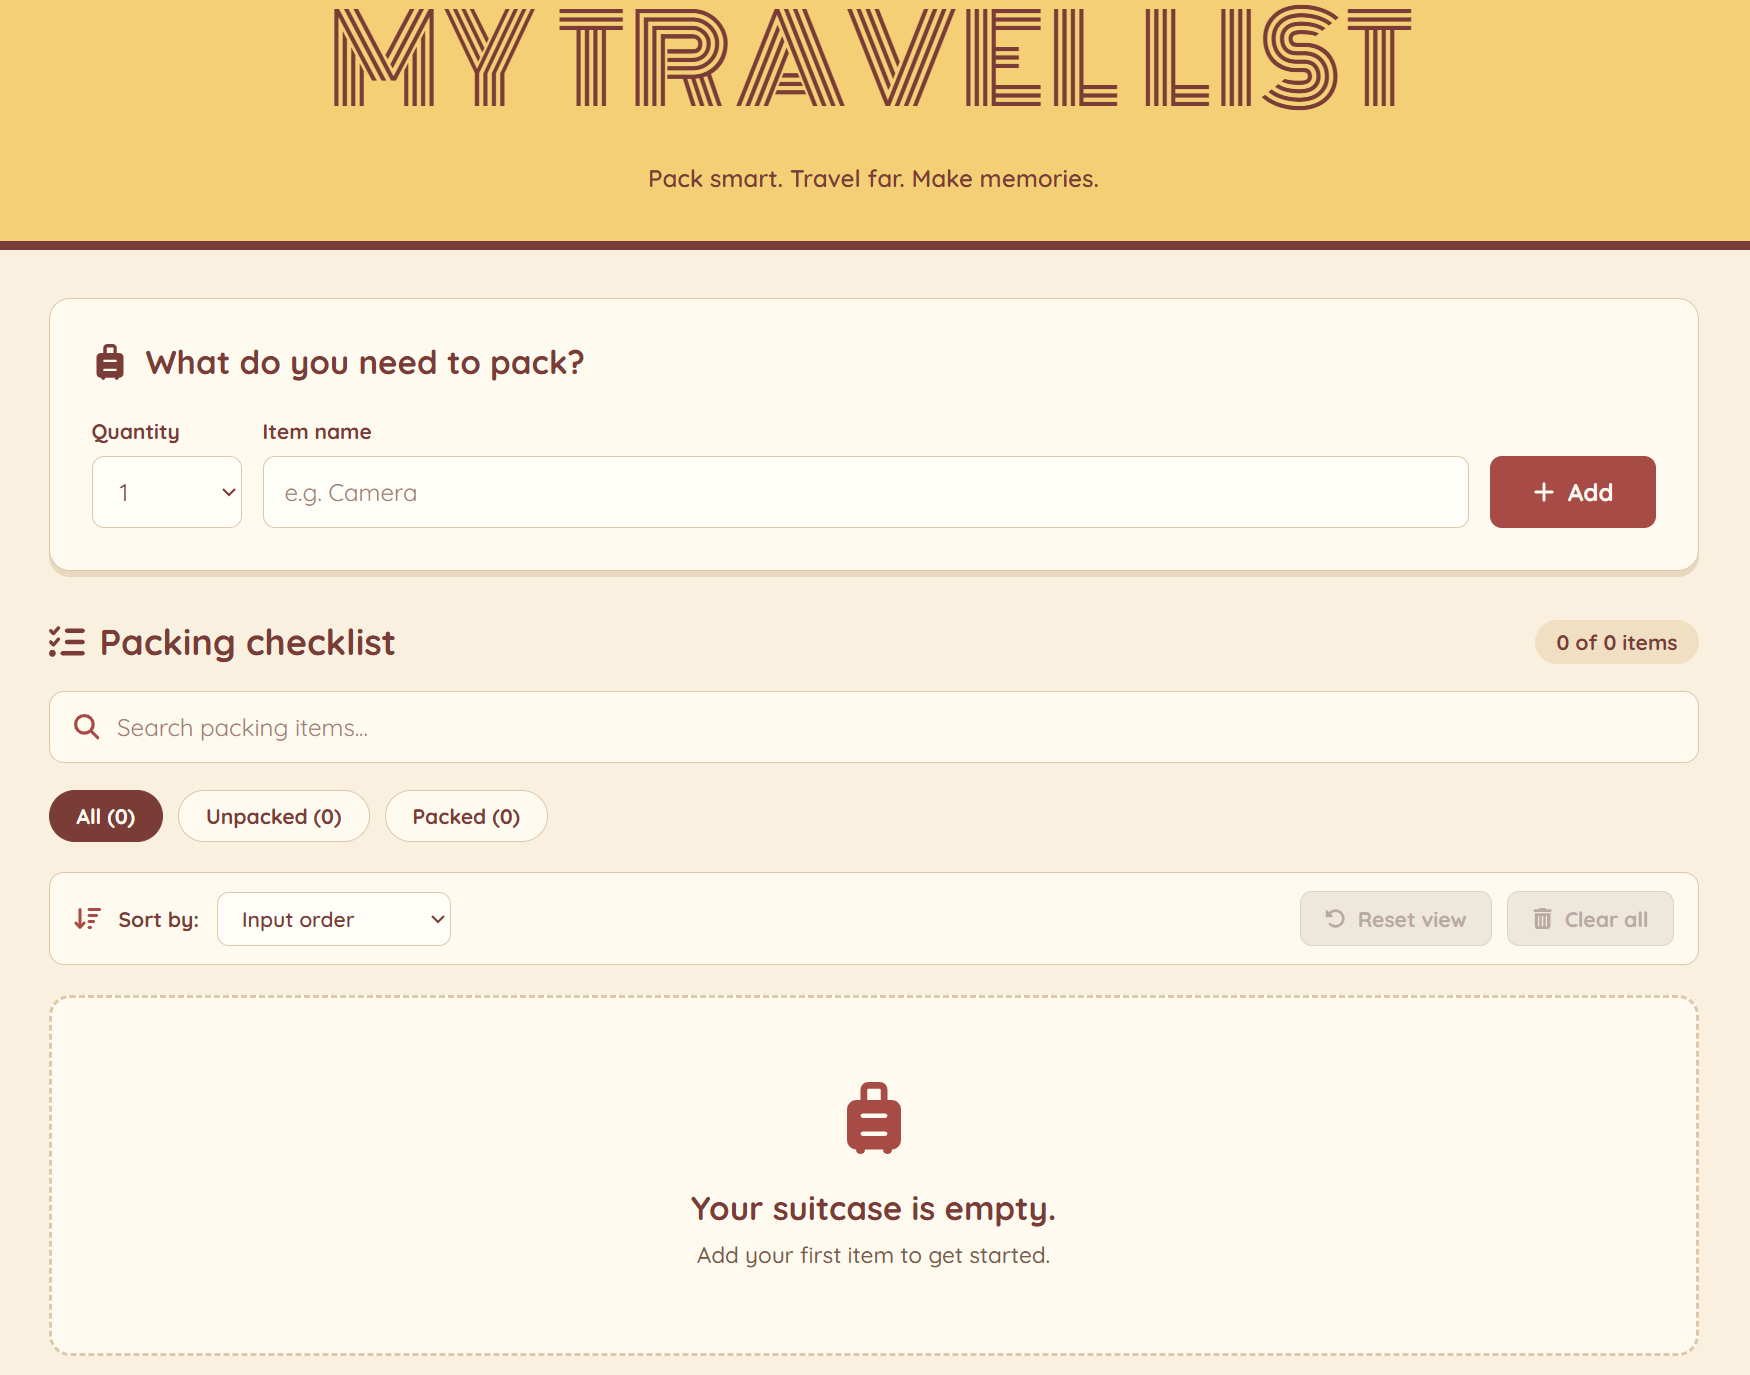 MY TRAVEL LIST
Pack smart. Travel far. Make memories.
What do you need to pack?
Quantity
Item name
1
e.g. Camera
+ Add
Packing checklist
0 of 0 items
Search packing items...
All (0)
Unpacked (0)
Packed (0)
Sort by:
Input order
Reset view
Clear all
Your suitcase is empty.
Add your first item to get started.